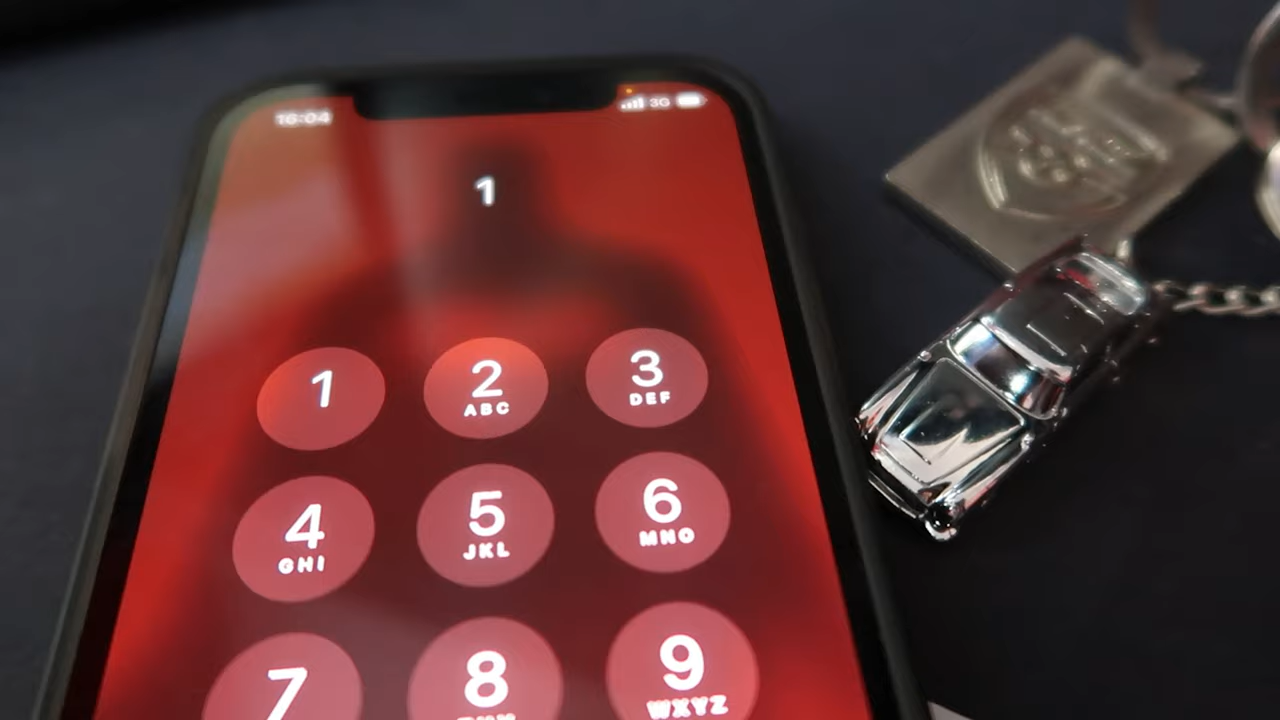 16:04 3G
1
1 2 3
ABC DEF
4 5 6
GHI JKL MNO
7 8 9
WXYZ